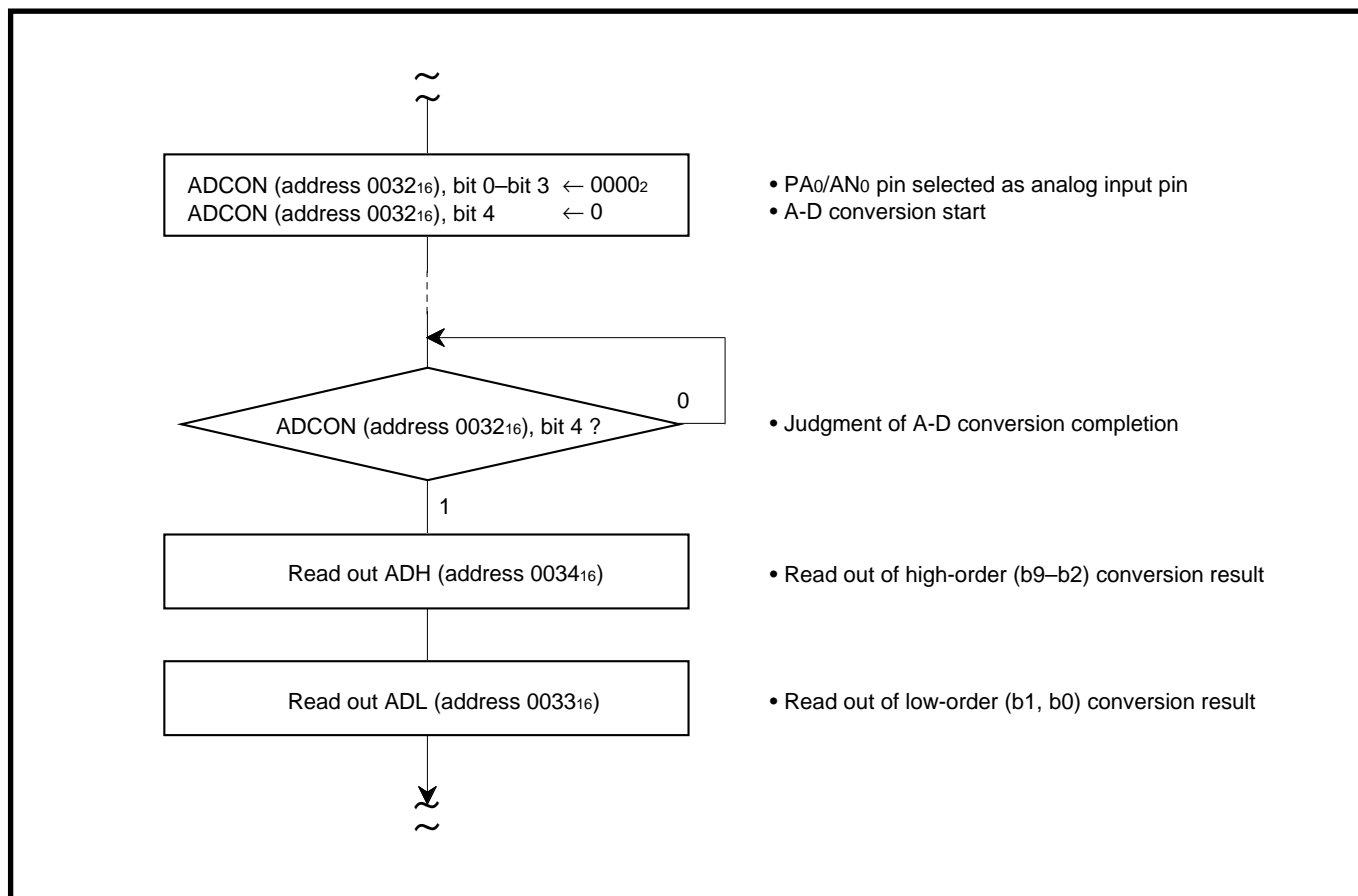 ADCON (address 0032₁₆), bit 0–bit 3 ← 0000₂
ADCON (address 0032₁₆), bit 4 ← 0
• PA₀/AN₀ pin selected as analog input pin
• A-D conversion start
0
ADCON (address 0032₁₆), bit 4 ?
• Judgment of A-D conversion completion
1
Read out ADH (address 0034₁₆)
• Read out of high-order (b9–b2) conversion result
Read out ADL (address 0033₁₆)
• Read out of low-order (b1, b0) conversion result